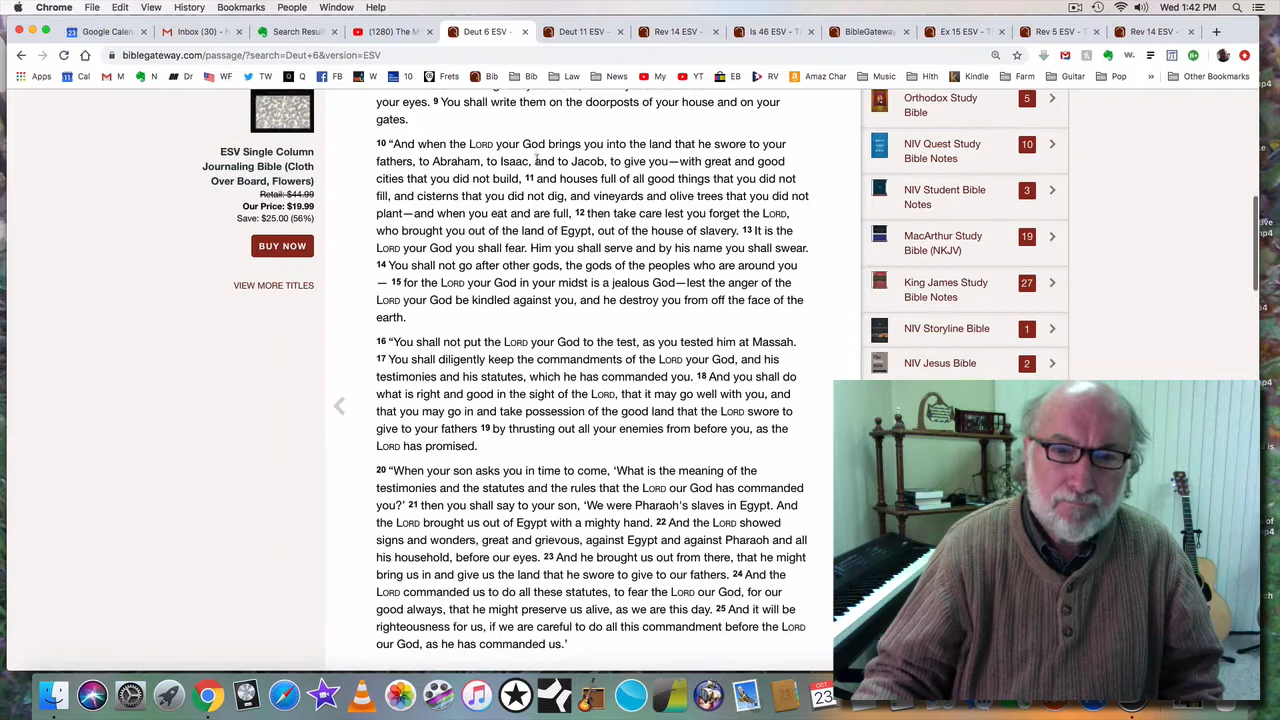 Chrome File Edit View History Bookmarks People Window Help Wed 1:42 PM
Google Calen Inbox (30) - Search Result (1280) The M Deut 6 ESV - Deut 11 ESV - Rev 14 ESV - Is 46 ESV - BibleGateway Ex 15 ESV - Rev 5 ESV - Rev 14 ESV -
biblegateway.com/passage/?search=Deut+6&version=ESV
Apps Cal M N Dr WF WT Q FB 10 Frets Bib Bib Law News My YT EB RV Amaz Char Music Hlth Kindle Farm Guitar Pop Other Bookmarks
ESV Single Column
Journaling Bible (Cloth
Over Board, Flowers)
Retail: $44.99
Our Price: $19.99
Save: $25.00 (56%)
BUY NOW
VIEW MORE TITLES
your eyes. 9 You shall write them on the doorposts of your house and on your
gates.
10 “And when the LORD your God brings you into the land that he swore to your
fathers, to Abraham, to Isaac, and to Jacob, to give you—with great and good
cities that you did not build, 11 and houses full of all good things that you did not
fill, and cisterns that you did not dig, and vineyards and olive trees that you did not
plant—and when you eat and are full, 12 then take care lest you forget the LORD,
who brought you out of the land of Egypt, out of the house of slavery. 13 It is the
LORD your God you shall fear. Him you shall serve and by his name you shall swear.
14 You shall not go after other gods, the gods of the peoples who are around you
— 15 for the LORD your God in your midst is a jealous God—lest the anger of the
LORD your God be kindled against you, and he destroy you from off the face of the
earth.
16 “You shall not put the LORD your God to the test, as you tested him at Massah.
17 You shall diligently keep the commandments of the LORD your God, and his
testimonies and his statutes, which he has commanded you. 18 And you shall do
what is right and good in the sight of the LORD, that it may go well with you, and
that you may go in and take possession of the good land that the LORD swore to
give to your fathers 19 by thrusting out all your enemies from before you, as the
LORD has promised.
20 “When your son asks you in time to come, ‘What is the meaning of the
testimonies and the statutes and the rules that the LORD our God has commanded
you?’ 21 then you shall say to your son, ‘We were Pharaoh's slaves in Egypt. And
the LORD brought us out of Egypt with a mighty hand. 22 And the LORD showed
signs and wonders, great and grievous, against Egypt and against Pharaoh and all
his household, before our eyes. 23 And he brought us out from there, that he might
bring us in and give us the land that he swore to give to our fathers. 24 And the
LORD commanded us to do all these statutes, to fear the LORD our God, for our
good always, that he might preserve us alive, as we are this day. 25 And it will be
righteousness for us, if we are careful to do all this commandment before the LORD
our God, as he has commanded us.’
Orthodox Study
Bible 5
NIV Quest Study
Bible Notes 10
NIV Student Bible
Notes 3
MacArthur Study
Bible (NKJV) 19
King James Study
Bible Notes 27
NIV Storyline Bible 1
NIV Jesus Bible 2
OCT
23